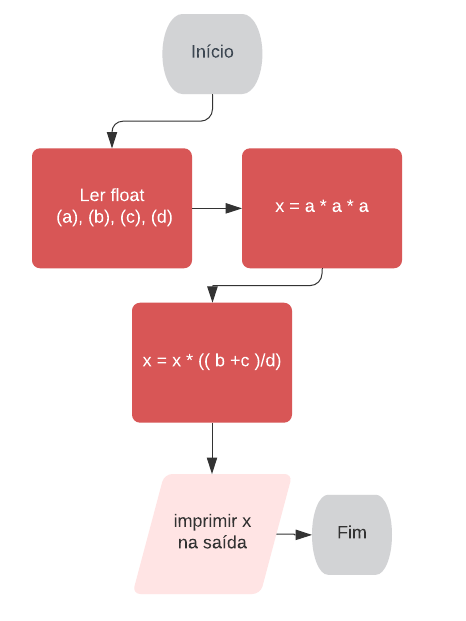 Início
Ler float
(a), (b), (c), (d)
x = a * a * a
x = x * (( b +c )/d)
imprimir x
na saída
Fim